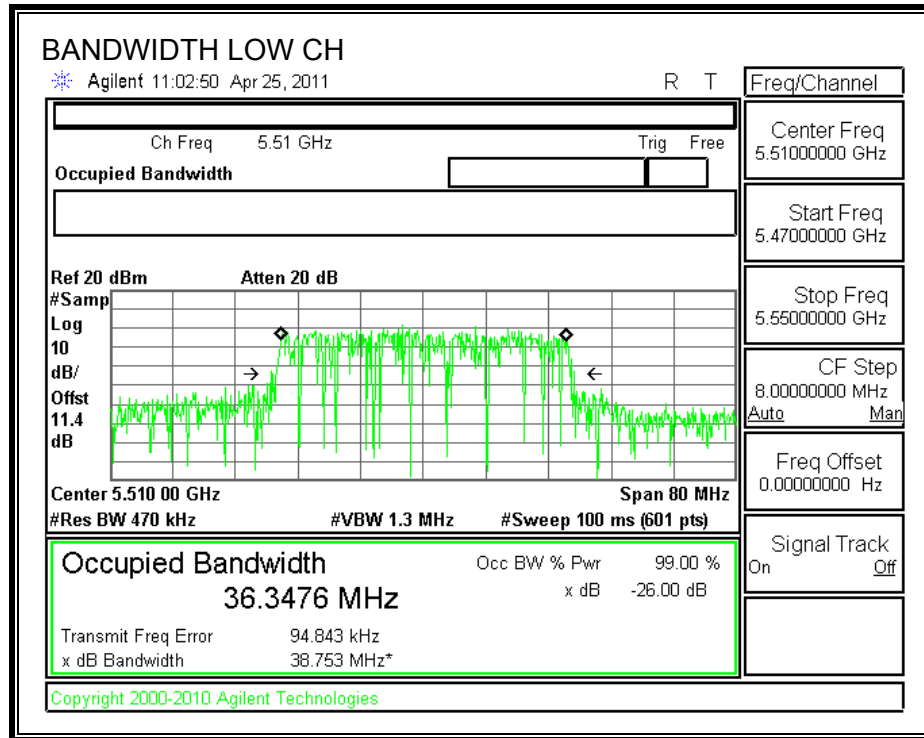 BANDWIDTH LOW CH
Agilent 11:02:50 Apr 25, 2011 R T
Freq/Channel
Ch Freq 5.51 GHz Trig Free
Occupied Bandwidth
Center Freq
5.51000000 GHz
Start Freq
5.47000000 GHz
Stop Freq
5.55000000 GHz
CF Step
8.00000000 MHz
Auto Man
Freq Offset
0.00000000 Hz
Signal Track
On Off
Ref 20 dBm Atten 20 dB
#Samp
Log
10
dB/
Offst
11.4
dB
Center 5.510 00 GHz Span 80 MHz
#Res BW 470 kHz #VBW 1.3 MHz #Sweep 100 ms (601 pts)
Occupied Bandwidth
36.3476 MHz
Occ BW % Pwr 99.00 %
x dB -26.00 dB
Transmit Freq Error 94.843 kHz
x dB Bandwidth 38.753 MHz*
Copyright 2000-2010 Agilent Technologies